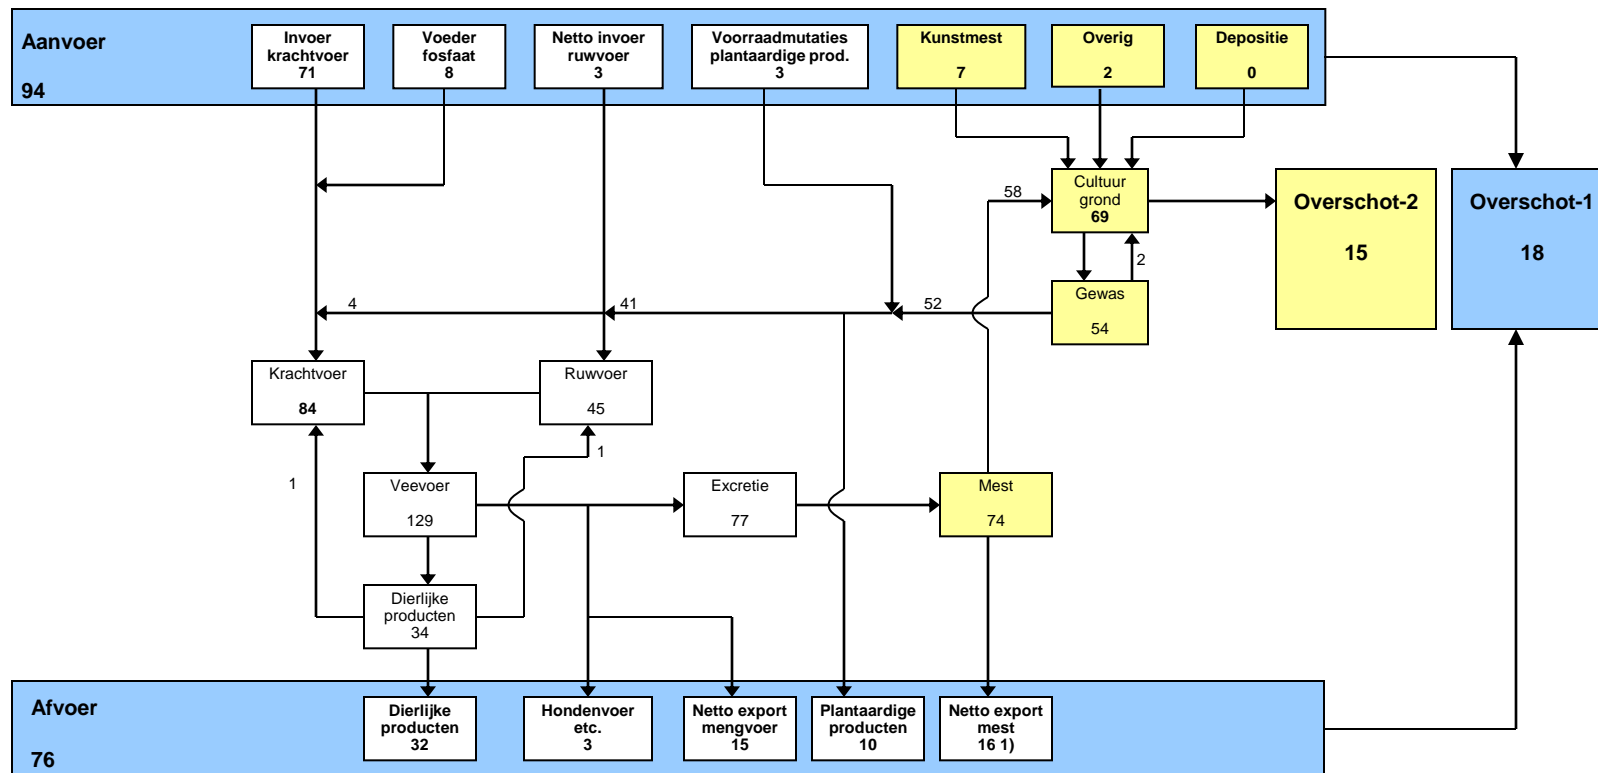 Aanvoer
94
Invoer
krachtvoer
71
Voeder
fosfaat
8
Netto invoer
ruwvoer
3
Voorraadmutaties
plantaardige prod.
3
Kunstmest
7
Overig
2
Depositie
0
58
Cultuur
grond
69
Overschot-2
15
Overschot-1
18
2
4
41
52
Gewas
54
Krachtvoer
84
Ruwvoer
45
1
1
Veevoer
129
Excretie
77
Mest
74
Dierlijke
producten
34
Afvoer
76
Dierlijke
producten
32
Hondenvoer
etc.
3
Netto export
mengvoer
15
Plantaardige
producten
10
Netto export
mest
16 1)